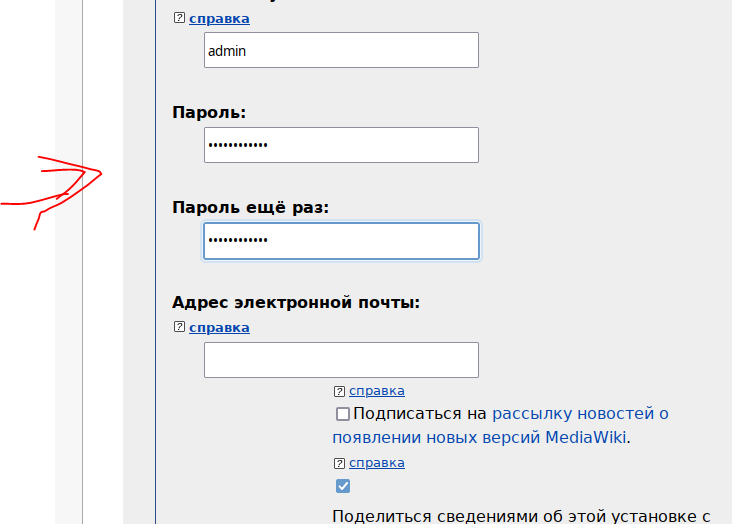 ? справка
admin
Пароль:
••••••••••••
Пароль ещё раз:
••••••••••••
Адрес электронной почты:
? справка
? справка
Подписаться на рассылку новостей о
появлении новых версий MediaWiki.
? справка
Поделиться сведениями об этой установке с